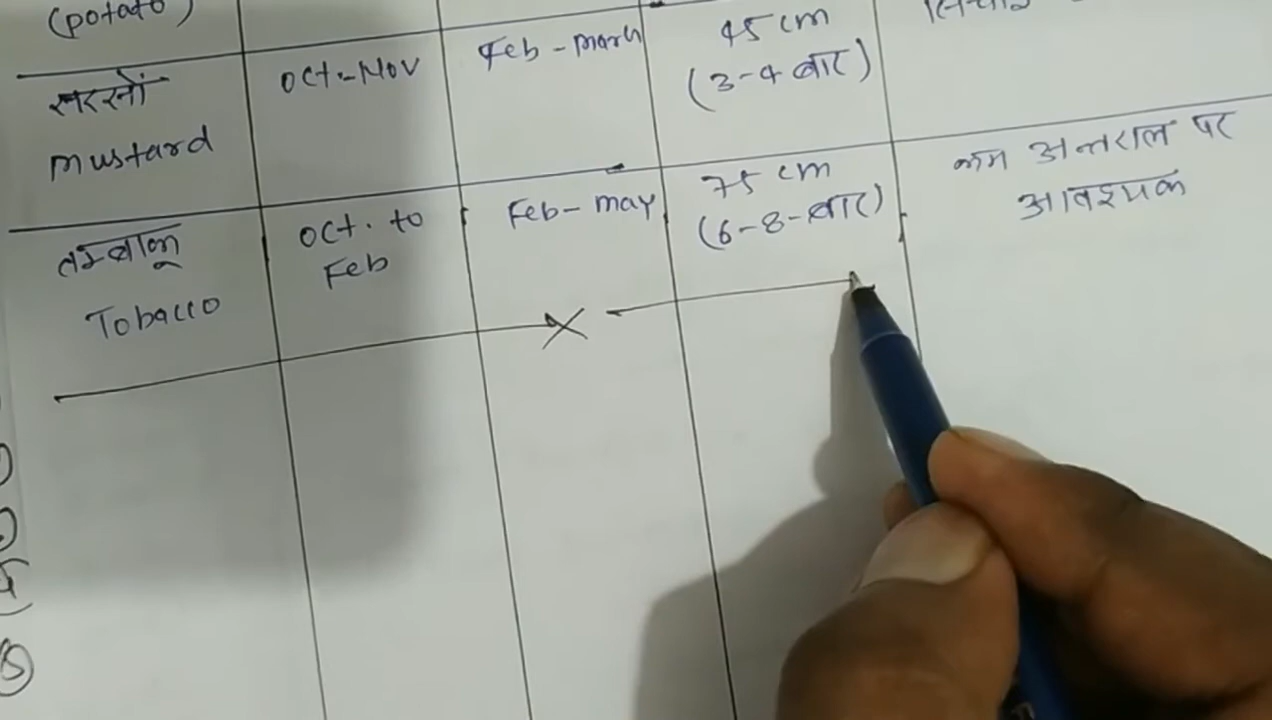 (potato)
सरसों
mustard
Oct.-Nov
Feb - march
45 cm
(3-4 बार)
तम्बाकू
Tobacco
Oct. to
Feb
Feb- may
75 cm
(6-8-बार)
कम अन्तराल पर
आवश्यक